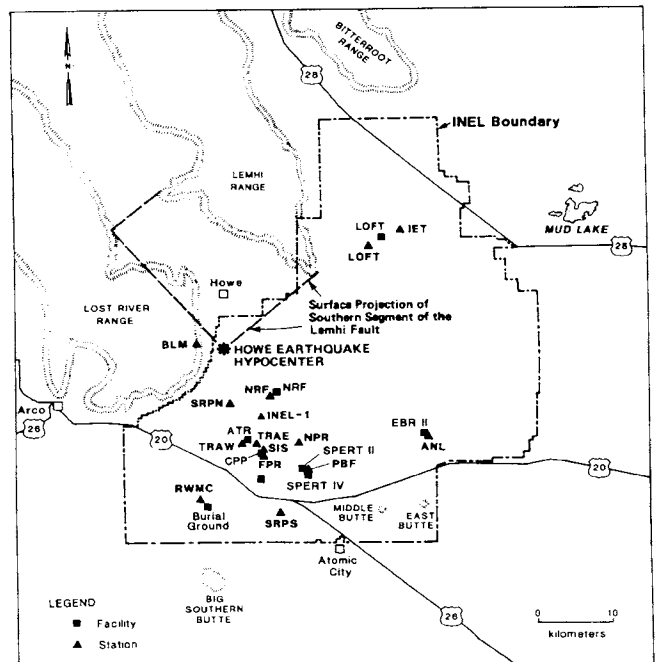 N
BITTERROOT
RANGE
28
INEL Boundary
LEMHI
RANGE
LOFT
IET
LOFT
MUD LAKE
28
Howe
Surface Projection of
Southern Segment of the
Lemhi Fault
LOST RIVER
RANGE
BLM
HOWE EARTHQUAKE
HYPOCENTER
NRF
NRF
SRPN
Arco
INEL-1
26
20
ATR
TRAE
TRAW
SIS
NPR
EBR II
ANL
CPP
FPR
SPERT II
PBF
20
SPERT IV
RWMC
Burial
Ground
SRPS
MIDDLE
BUTTE
EAST
BUTTE
Atomic
City
BIG
SOUTHERN
BUTTE
LEGEND
Facility
Station
26
0 10
kilometers